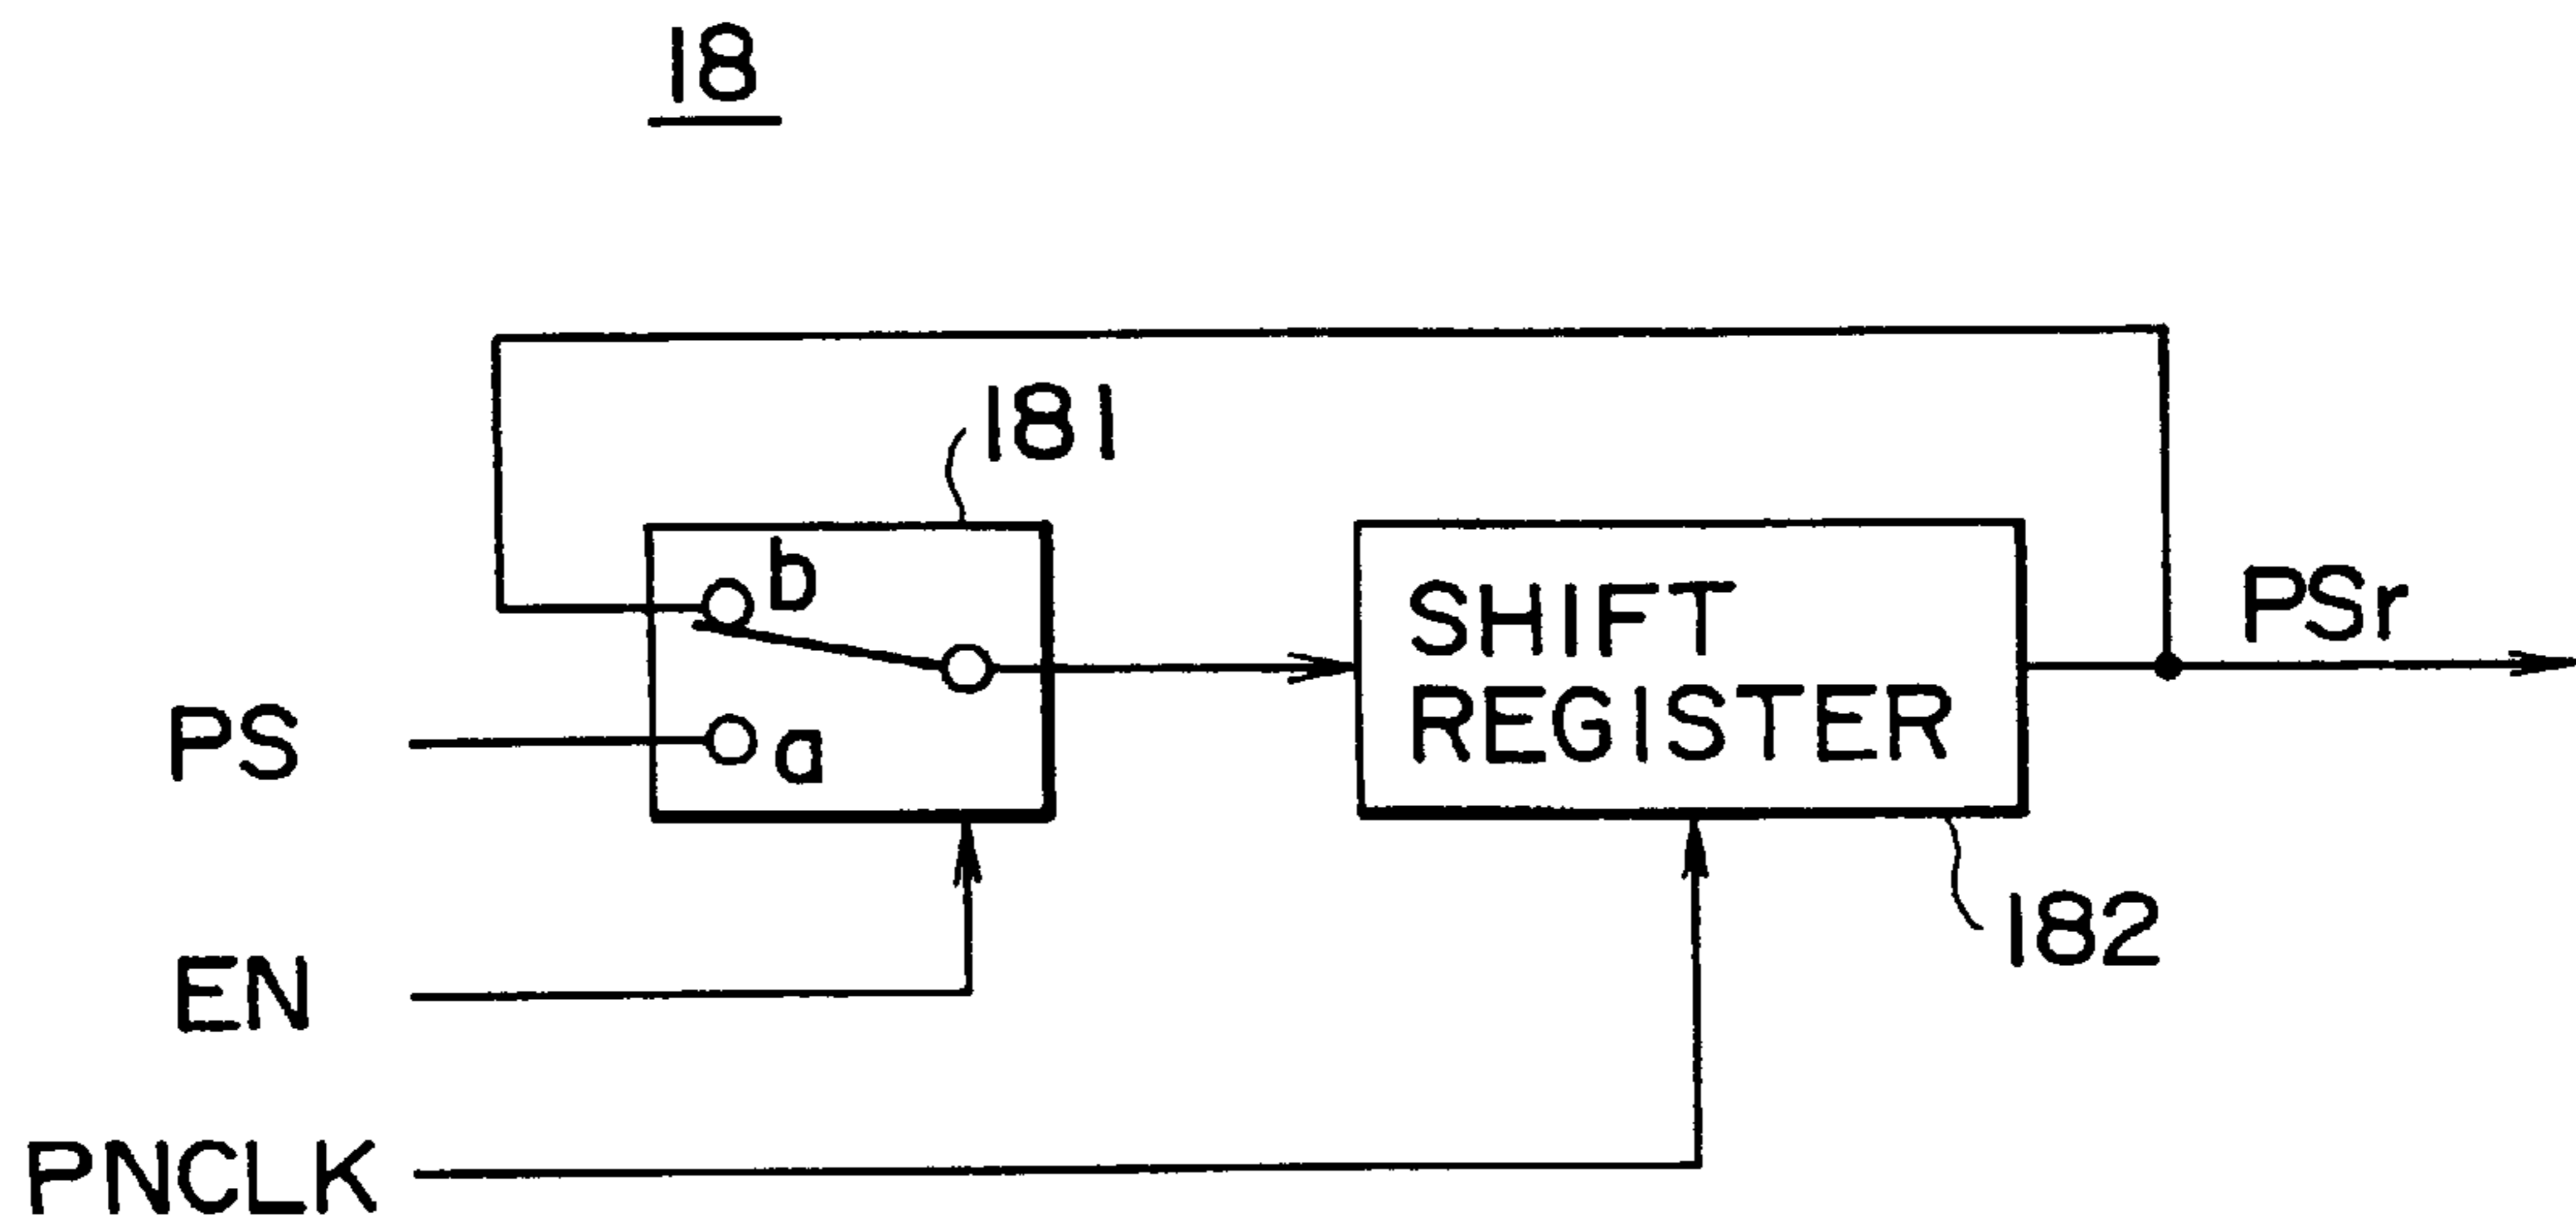 18
181
b
SHIFT
REGISTER
PSr
PS
a
182
EN
PNCLK